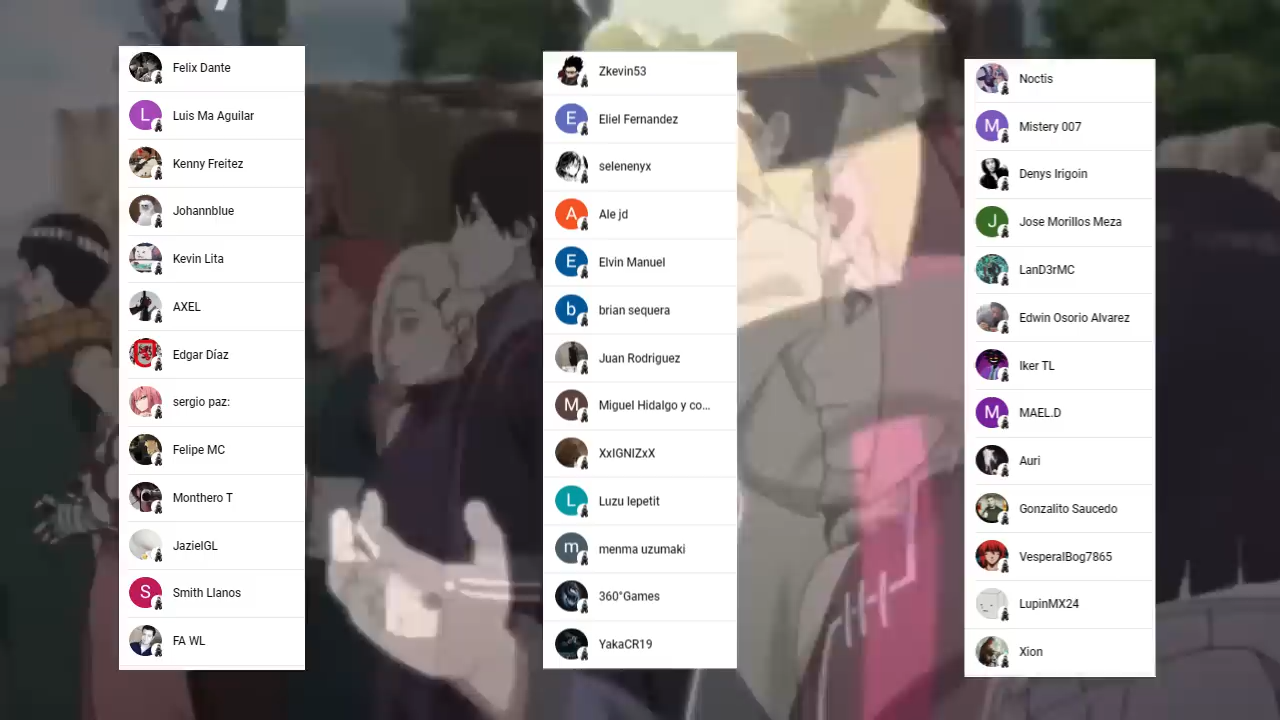 Felix Dante
L Luis Ma Aguilar
Kenny Freitez
Johannblue
Kevin Lita
AXEL
Edgar Díaz
sergio paz:
Felipe MC
Monthero T
JazielGL
S Smith Llanos
FA WL
Zkevin53
E Eliel Fernandez
selenenyx
A Ale jd
E Elvin Manuel
b brian sequera
Juan Rodriguez
M Miguel Hidalgo y co...
XxIGNIZxX
L Luzu lepetit
m menma uzumaki
360°Games
YakaCR19
Noctis
M Mistery 007
Denys Irigoin
J Jose Morillos Meza
LanD3rMC
Edwin Osorio Alvarez
Iker TL
M MAEL.D
Auri
Gonzalito Saucedo
VesperalBog7865
LupinMX24
Xion